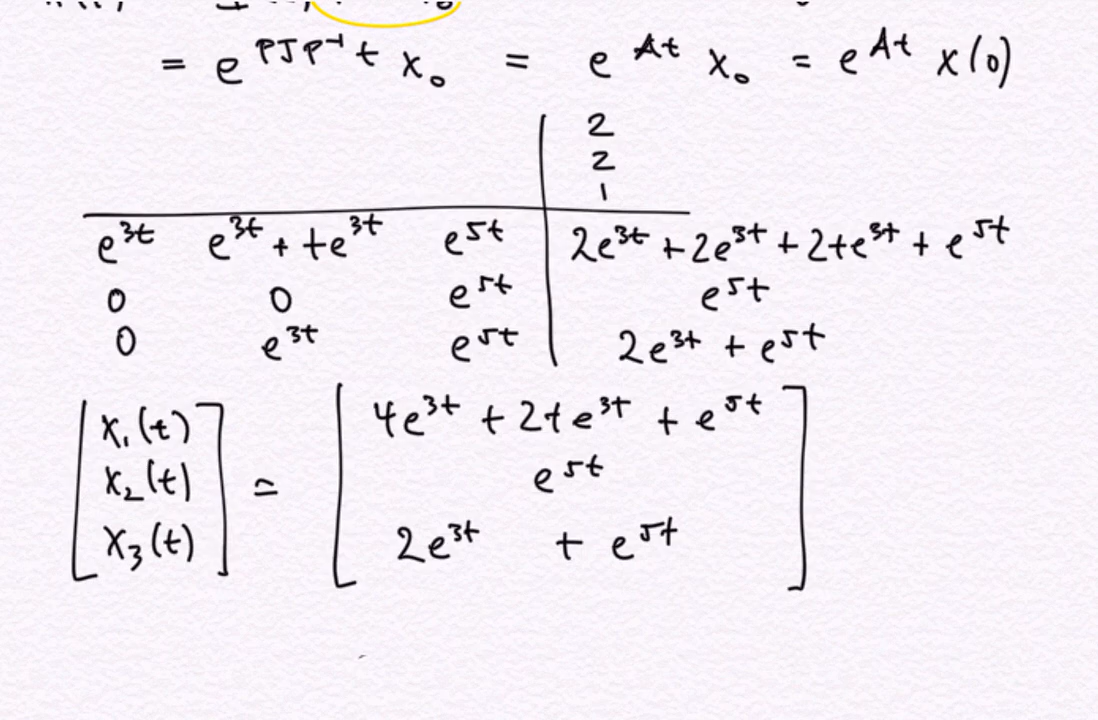 = e^{PJP^{-1}t} x₀ = e^{At} x₀ = e^{At} x(0)
2
2
1
e^{3t} e^{3t} + te^{3t} e^{5t} 2e^{3t} + 2e^{3t} + 2te^{3t} + e^{5t}
0 0 e^{5t} e^{5t}
0 e^{3t} e^{5t} 2e^{3t} + e^{5t}
x₁(t) 4e^{3t} + 2te^{3t} + e^{5t}
x₂(t) = e^{5t}
x₃(t) 2e^{3t} + e^{5t}